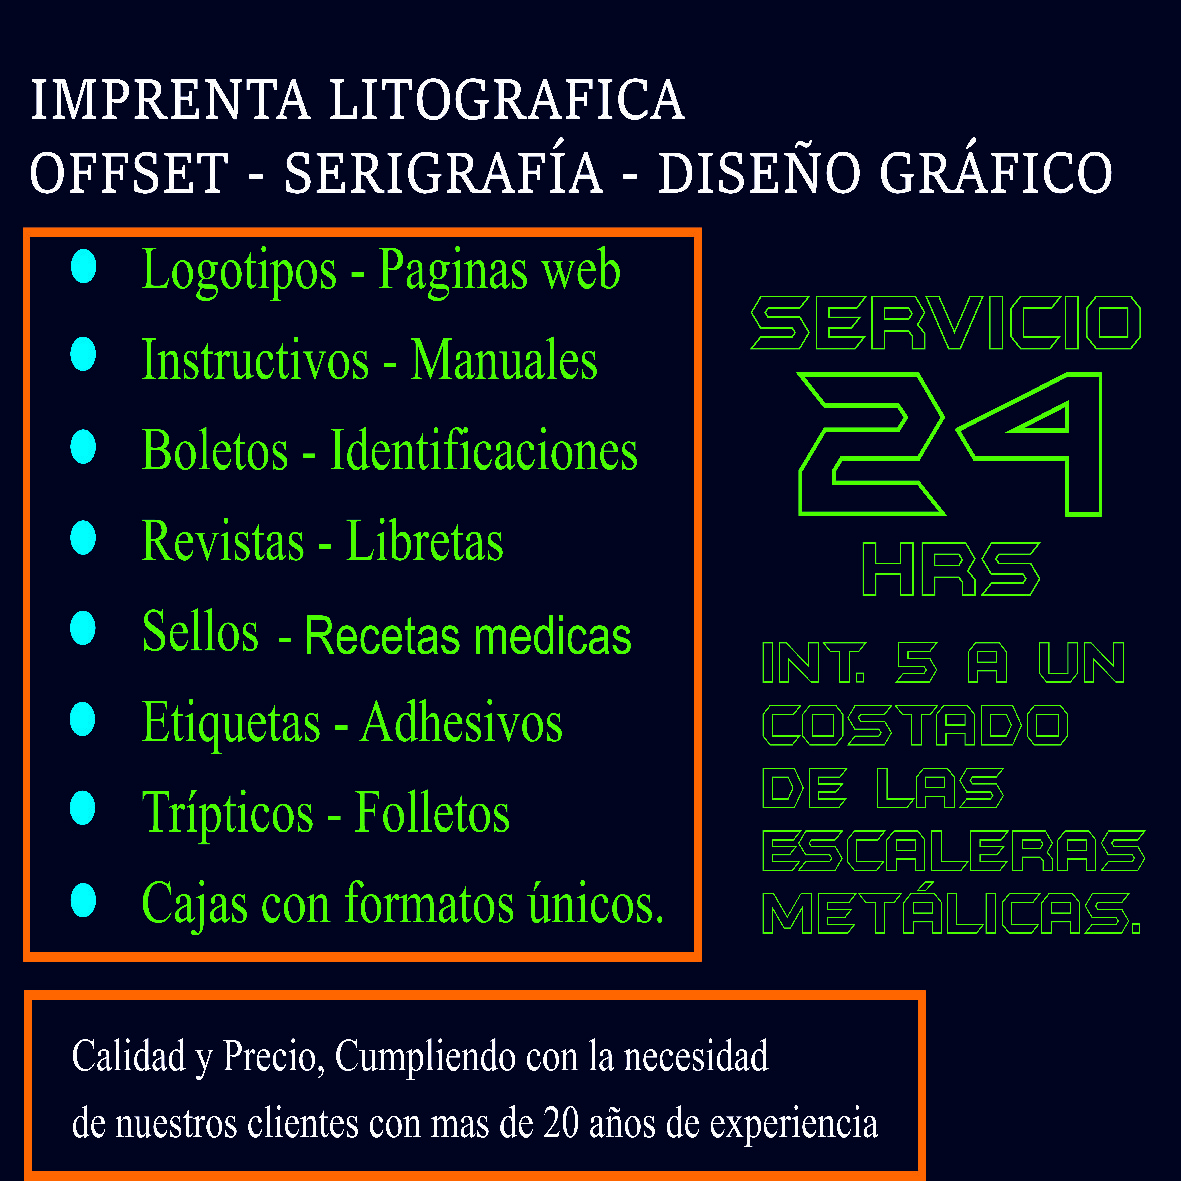 IMPRENTA LITOGRAFICA
OFFSET - SERIGRAFÍA - DISEÑO GRÁFICO
Logotipos - Paginas web
Instructivos - Manuales
Boletos - Identificaciones
Revistas - Libretas
Sellos - Recetas medicas
Etiquetas - Adhesivos
Trípticos - Folletos
Cajas con formatos únicos.
SERVICIO
24
HRS
INT. 5 A UN
COSTADO
DE LAS
ESCALERAS
METÁLICAS.
Calidad y Precio, Cumpliendo con la necesidad
de nuestros clientes con mas de 20 años de experiencia